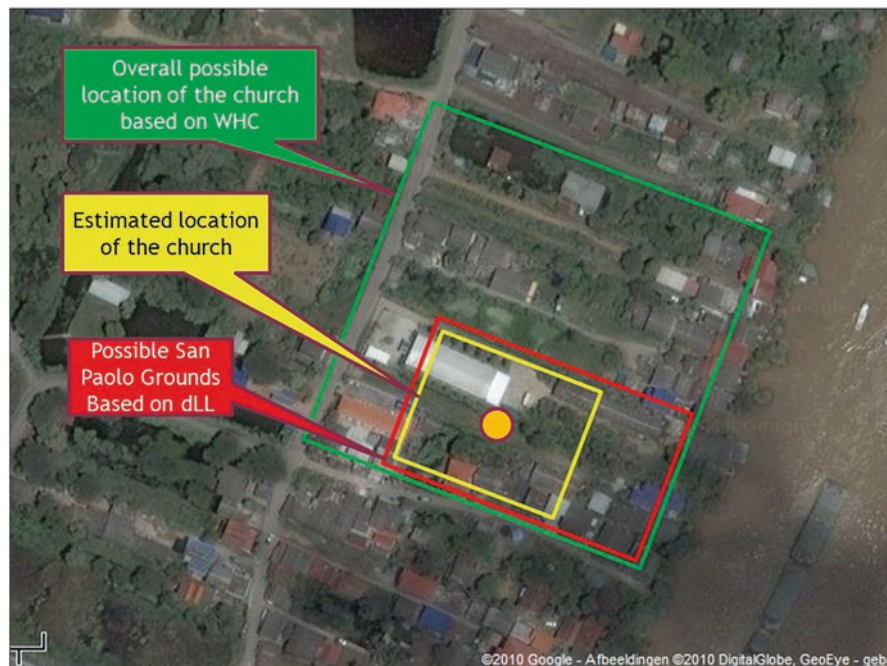 Overall possible
location of the church
based on WHC
Estimated location
of the church
Possible San
Paolo Grounds
Based on dLL
©2010 Google - Afbeeldingen ©2010 DigitalGlobe, GeoEye - geb